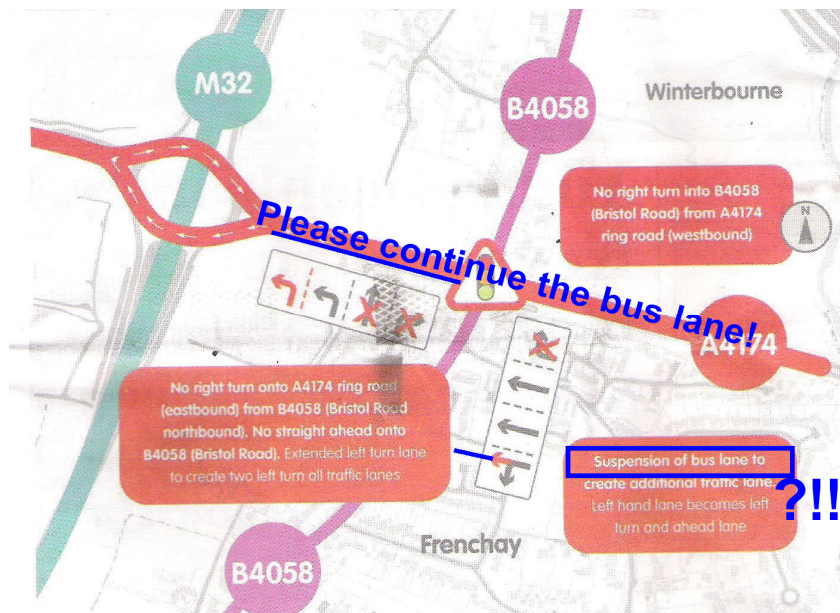 M32
B4058
Winterbourne
No right turn into B4058
(Bristol Road) from A4174
ring road (westbound)
N
Please continue the bus lane!
A4174
No right turn onto A4174 ring road
(eastbound) from B4058 (Bristol Road
northbound). No straight ahead onto
B4058 (Bristol Road). Extended left turn lane
to create two left turn all traffic lanes
Suspension of bus lane to
create additiorial traffic lane.
Left hand lane becomes left
turn and ahead lane
?!!
Frenchay
B4058